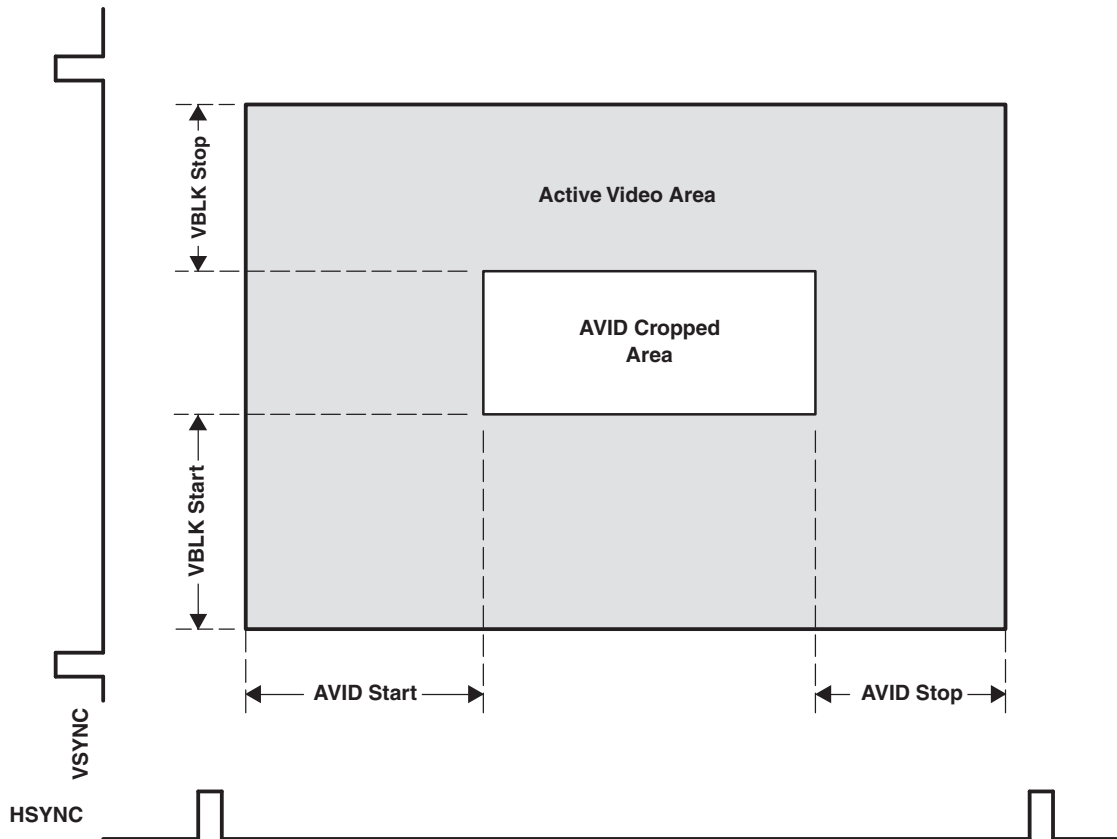 VBLK Stop
Active Video Area
AVID Cropped
Area
VBLK Start
AVID Start
AVID Stop
VSYNC
HSYNC